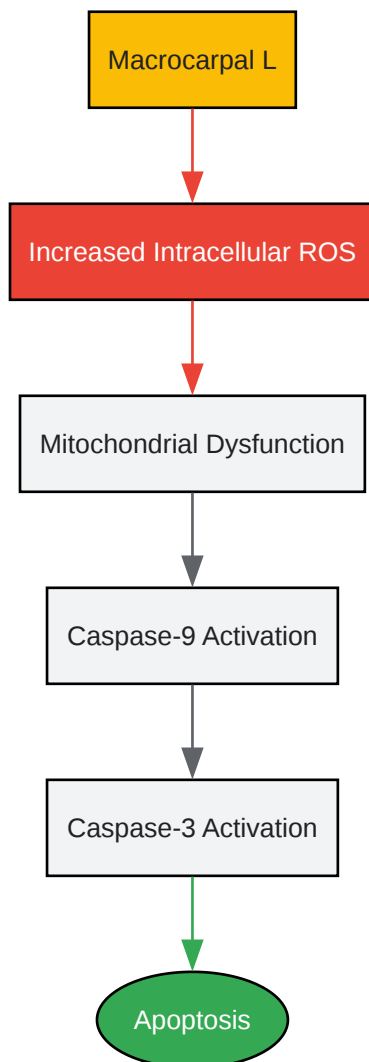 Macrocarpal L
Increased Intracellular ROS
Mitochondrial Dysfunction
Caspase-9 Activation
Caspase-3 Activation
Apoptosis